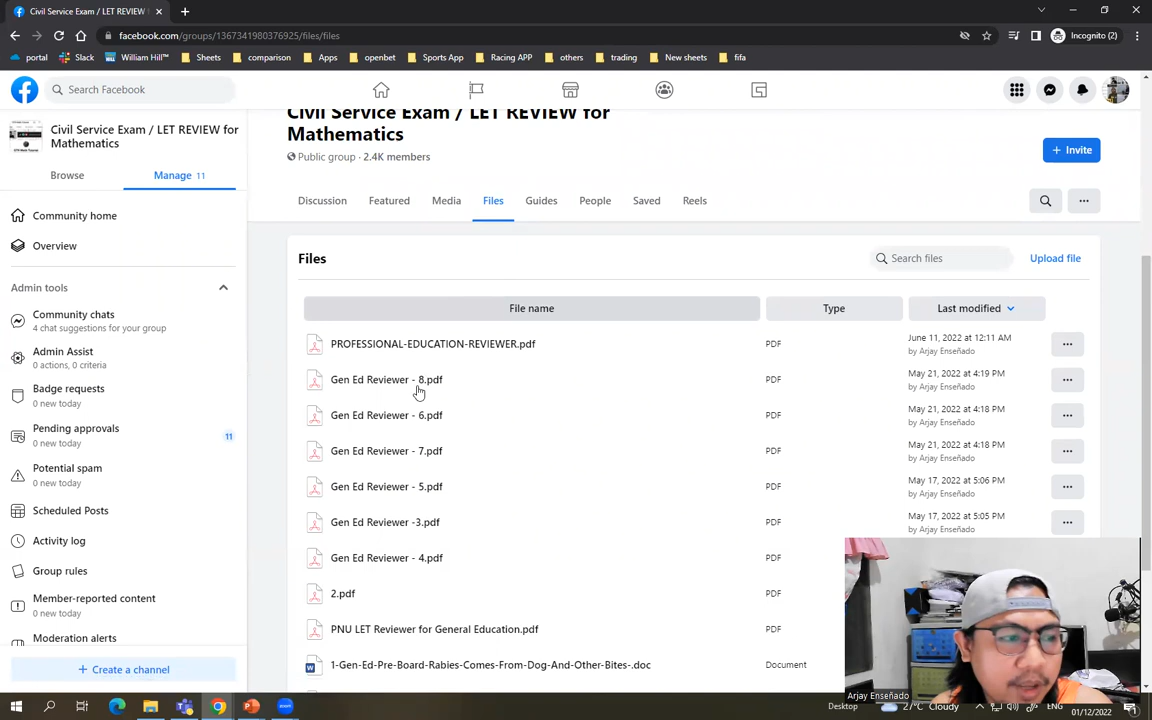 Civil Service Exam / LET REVIEW
facebook.com/groups/1367341980376925/files/files
Incognito (2)
portal
Slack
William Hill™
Sheets
comparison
Apps
openbet
Sports App
Racing APP
others
trading
New sheets
fifa
Search Facebook
Civil Service Exam / LET REVIEW for
Mathematics
Browse
Manage 11
Community home
Overview
Admin tools
Community chats
4 chat suggestions for your group
Admin Assist
0 actions, 0 criteria
Badge requests
0 new today
Pending approvals
0 new today
11
Potential spam
0 new today
Scheduled Posts
Activity log
Group rules
Member-reported content
0 new today
Moderation alerts
+ Create a channel
Civil Service Exam / LET REVIEW for
Mathematics
Public group · 2.4K members
+ Invite
Discussion
Featured
Media
Files
Guides
People
Saved
Reels
Files
Search files
Upload file
File name
Type
Last modified
PROFESSIONAL-EDUCATION-REVIEWER.pdf
PDF
June 11, 2022 at 12:11 AM
by Arjay Enseñado
Gen Ed Reviewer - 8.pdf
PDF
May 21, 2022 at 4:19 PM
by Arjay Enseñado
Gen Ed Reviewer - 6.pdf
PDF
May 21, 2022 at 4:18 PM
by Arjay Enseñado
Gen Ed Reviewer - 7.pdf
PDF
May 21, 2022 at 4:18 PM
by Arjay Enseñado
Gen Ed Reviewer - 5.pdf
PDF
May 17, 2022 at 5:06 PM
by Arjay Enseñado
Gen Ed Reviewer -3.pdf
PDF
May 17, 2022 at 5:05 PM
by Arjay Enseñado
Gen Ed Reviewer - 4.pdf
PDF
2.pdf
PDF
PNU LET Reviewer for General Education.pdf
PDF
1-Gen-Ed-Pre-Board-Rabies-Comes-From-Dog-And-Other-Bites-.doc
Document
Arjay Enseñado
Desktop
27°C Cloudy
ENG
01/12/2022